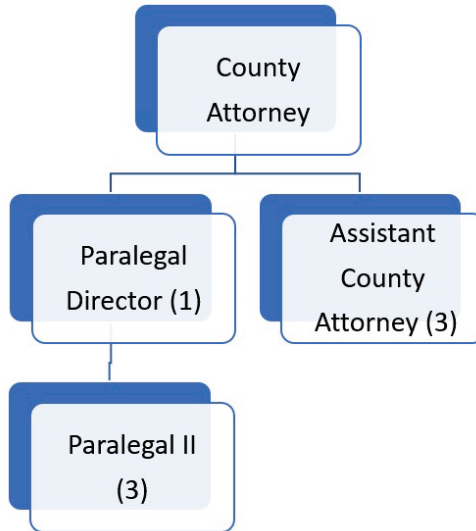 County
Attorney
Paralegal
Director (1)
Assistant
County
Attorney (3)
Paralegal II
(3)